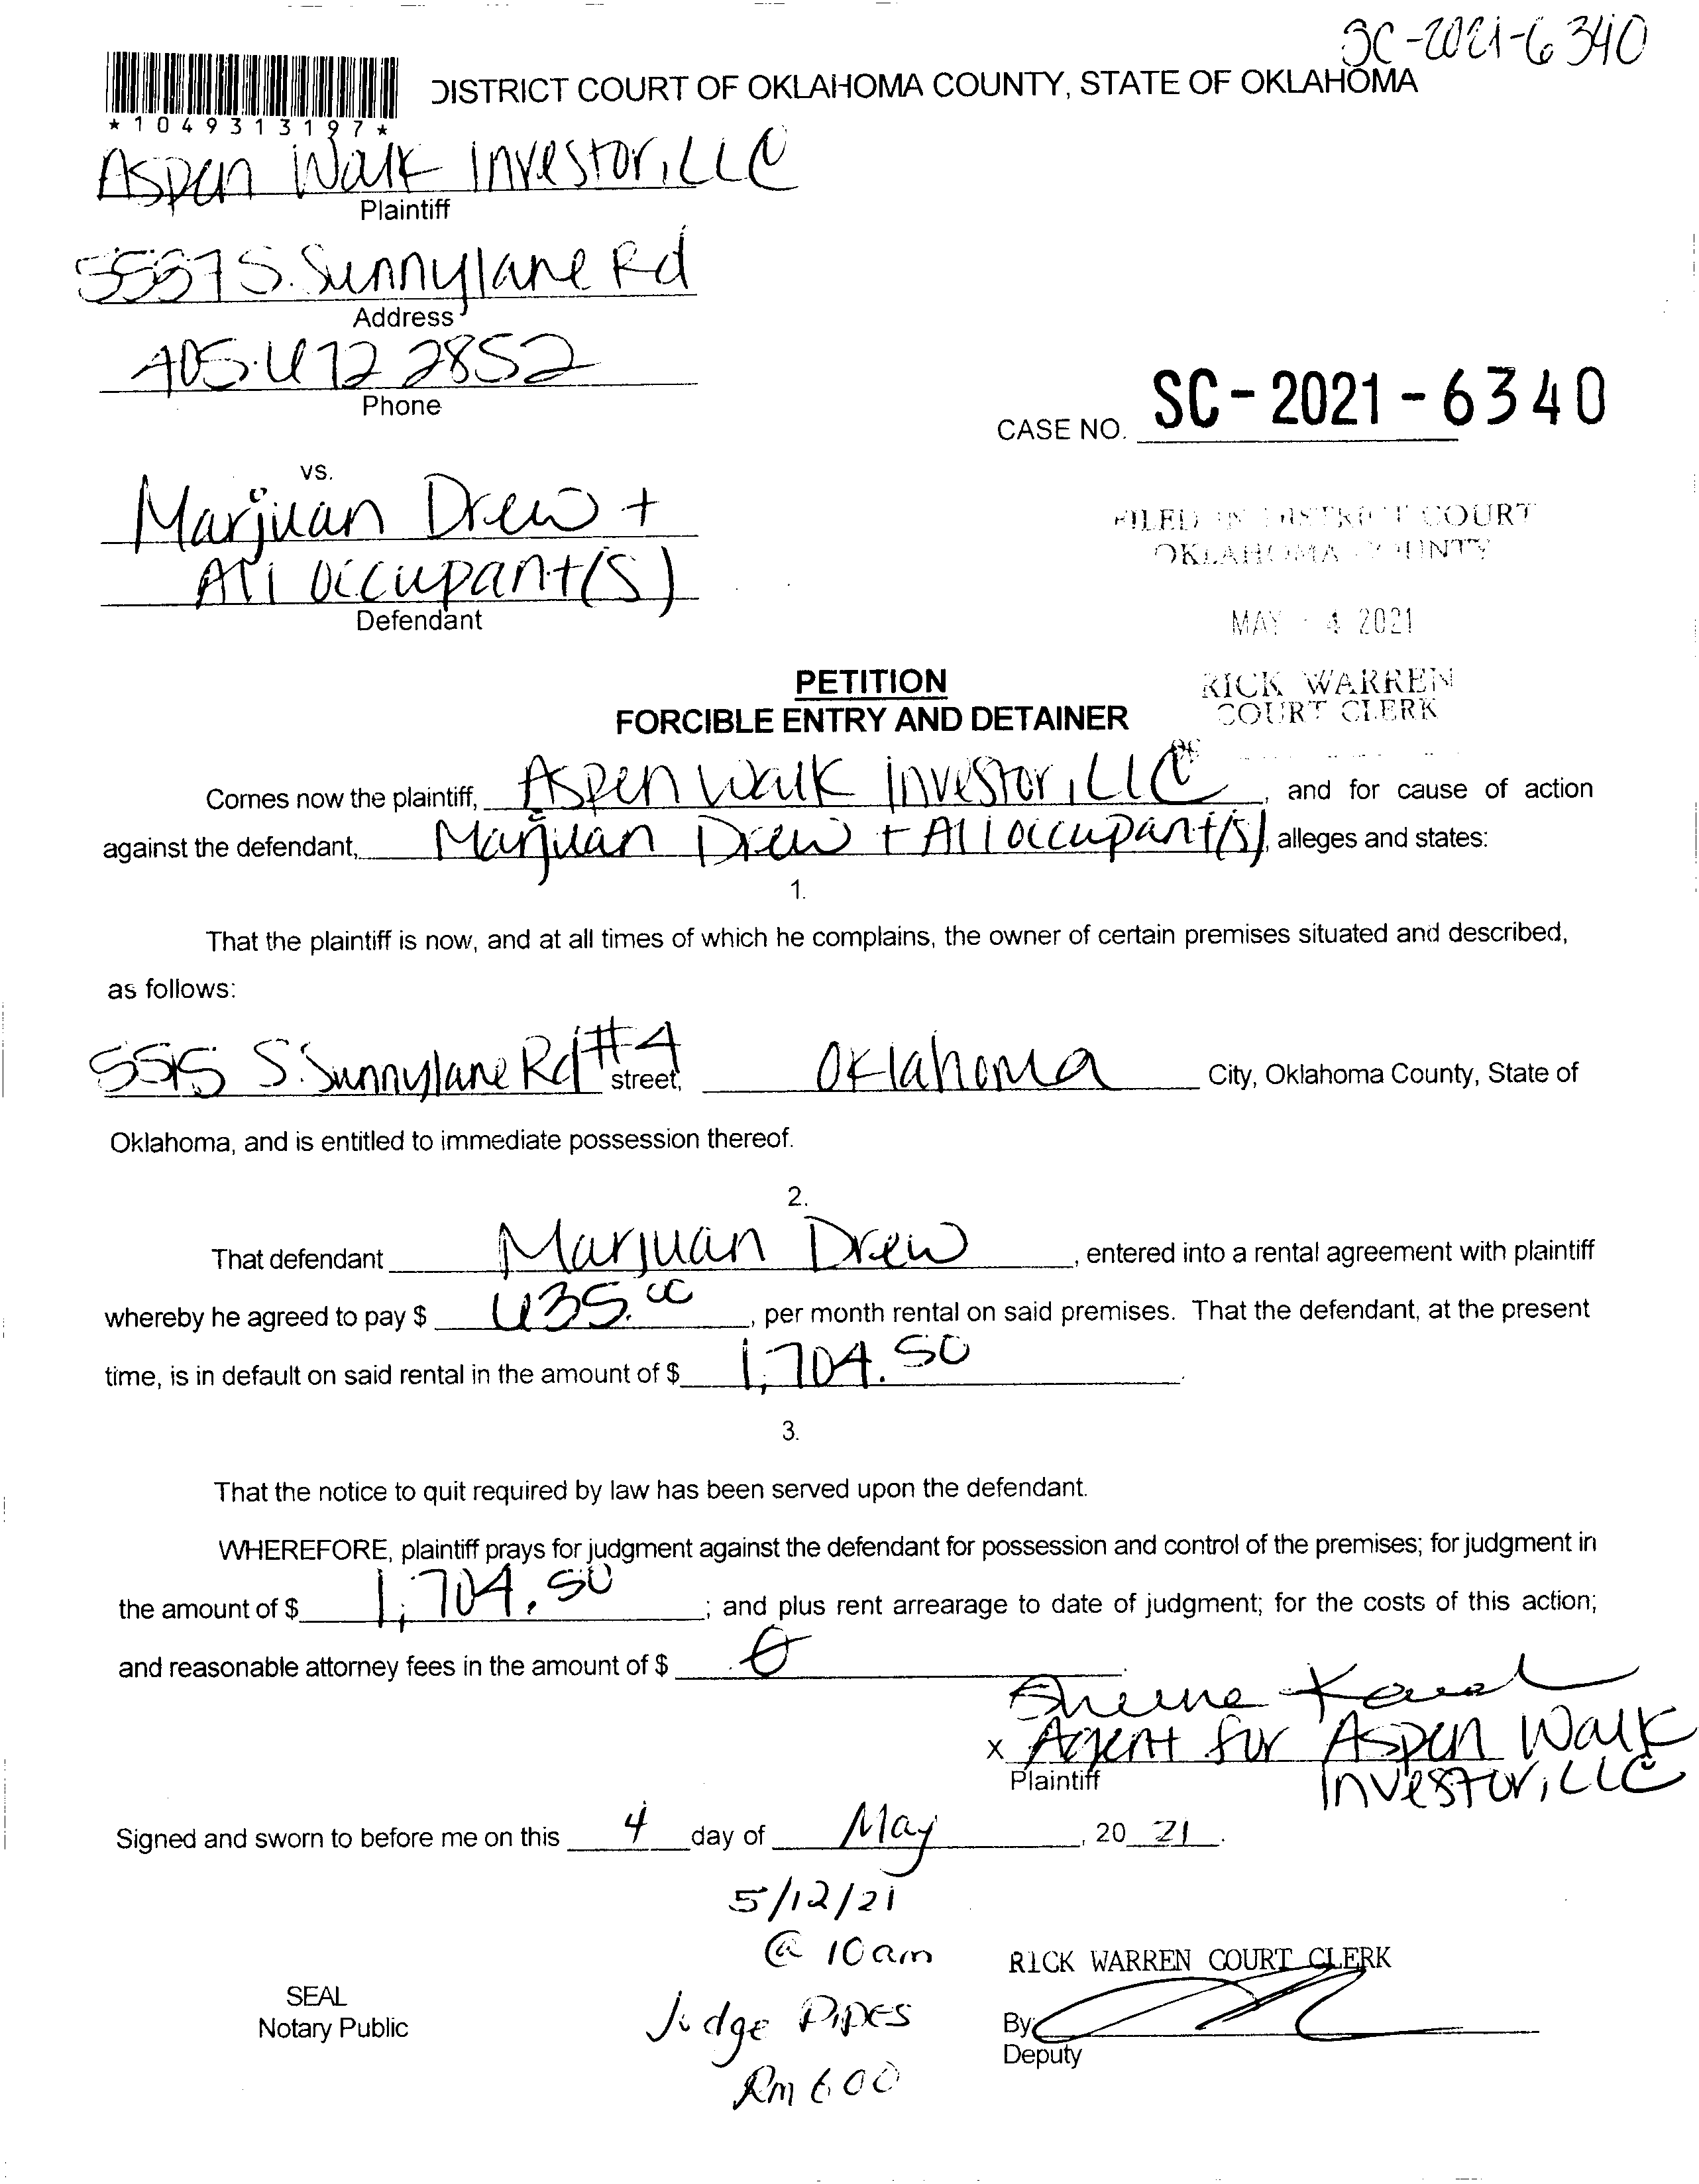 SC-2021-6340
*1049313197*
DISTRICT COURT OF OKLAHOMA COUNTY, STATE OF OKLAHOMA
Aspen Walk Investor, LLC
Plaintiff
5537 S. Sunnylane Rd
Address
405.672 2852
Phone
CASE NO. SC-2021-6340
vs.
Marjuan Drew +
All occupant(s)
Defendant
FILED IN DISTRICT COURT
OKLAHOMA COUNTY
MAY - 4 2021
RICK WARREN
COURT CLERK
PETITION
FORCIBLE ENTRY AND DETAINER
Comes now the plaintiff, Aspen Walk Investor, LLC, and for cause of action
against the defendant, Marjuan Drew + All occupant(s), alleges and states:
1.
That the plaintiff is now, and at all times of which he complains, the owner of certain premises situated and described,
as follows:
5515 S. Sunnylane Rd #4 street, Oklahoma City, Oklahoma County, State of
Oklahoma, and is entitled to immediate possession thereof.
2.
That defendant Marjuan Drew, entered into a rental agreement with plaintiff
whereby he agreed to pay $ 635.00, per month rental on said premises. That the defendant, at the present
time, is in default on said rental in the amount of $ 1,704.50.
3.
That the notice to quit required by law has been served upon the defendant.
WHEREFORE, plaintiff prays for judgment against the defendant for possession and control of the premises; for judgment in
the amount of $ 1,704.50; and plus rent arrearage to date of judgment; for the costs of this action;
and reasonable attorney fees in the amount of $ 0.
x Agent for Aspen Walk
Investor, LLC
Plaintiff
Signed and sworn to before me on this 4 day of May, 20 21.
5/12/21
@ 10am
Judge Pipes
Rm 600
SEAL
Notary Public
RICK WARREN COURT CLERK
By:
Deputy